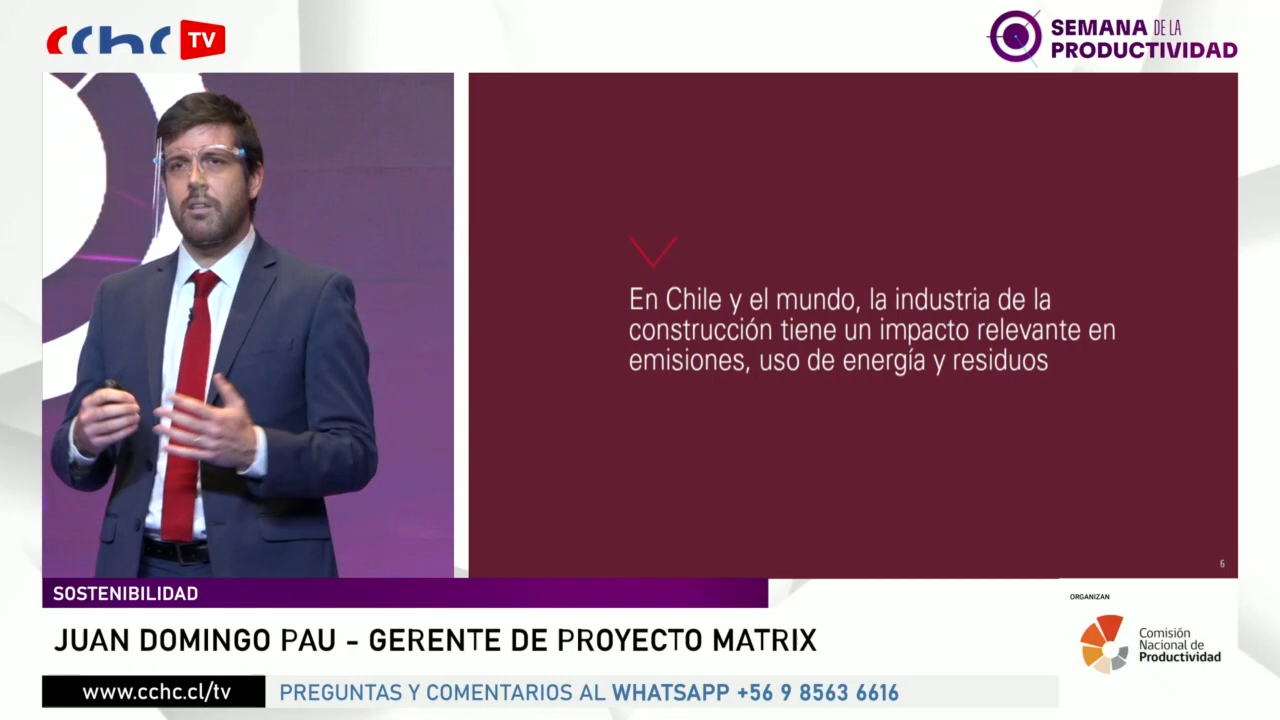 cchc TV
SEMANA DE LA
PRODUCTIVIDAD
En Chile y el mundo, la industria de la
construcción tiene un impacto relevante en
emisiones, uso de energía y residuos
6
SOSTENIBILIDAD
JUAN DOMINGO PAU - GERENTE DE PROYECTO MATRIX
ORGANIZAN
Comisión
Nacional de
Productividad
www.cchc.cl/tv
PREGUNTAS Y COMENTARIOS AL WHATSAPP +56 9 8563 6616